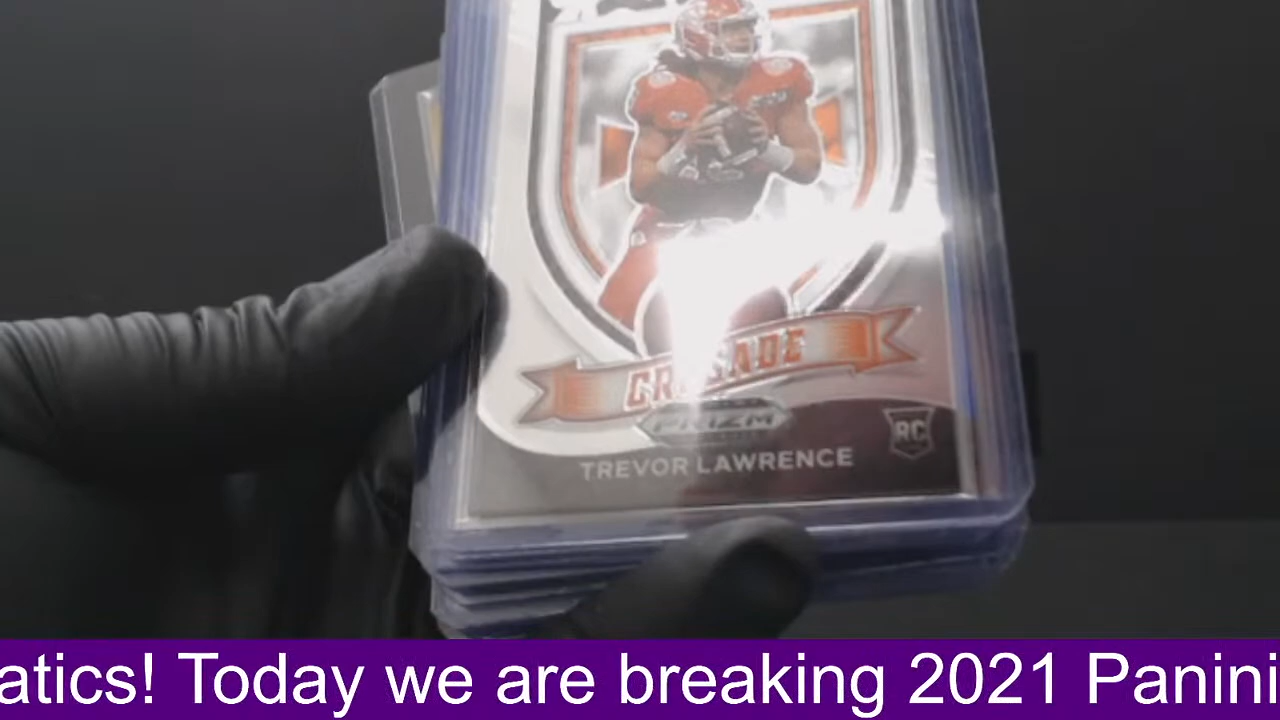 CRUSADE
PRIZM
RC
TREVOR LAWRENCE
atics! Today we are breaking 2021 Panini